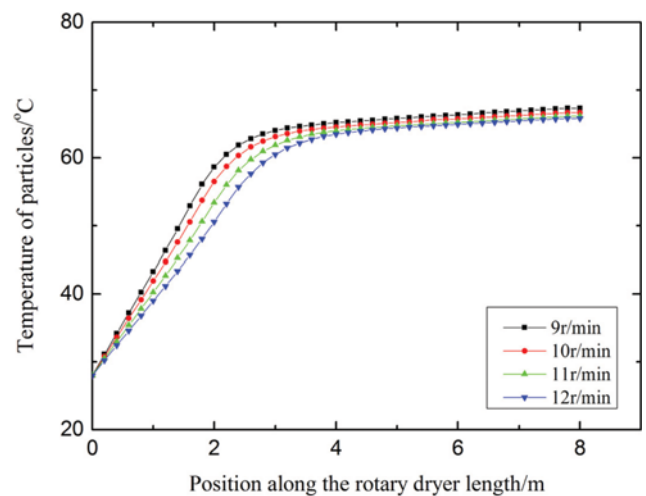 80
60
40
20
Temperature of particles/°C
9r/min
10r/min
11r/min
12r/min
0 2 4 6 8
Position along the rotary dryer length/m